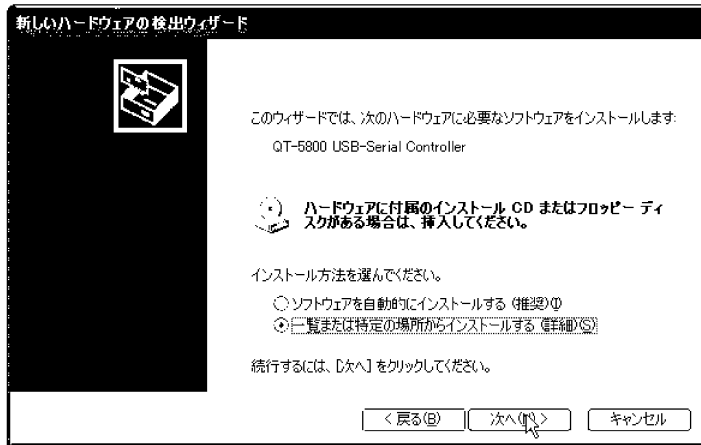 新しいハードウェアの検出ウィザード
このウィザードでは、次のハードウェアに必要なソフトウェアをインストールします:
QT-5800 USB-Serial Controller
ハードウェアに付属のインストール CD またはフロッピー ディ
スクがある場合は、挿入してください。
インストール方法を選んでください。
ソフトウェアを自動的にインストールする (推奨)(I)
一覧または特定の場所からインストールする (詳細)(S)
続行するには、[次へ] をクリックしてください。
< 戻る(B) 次へ(N) > キャンセル